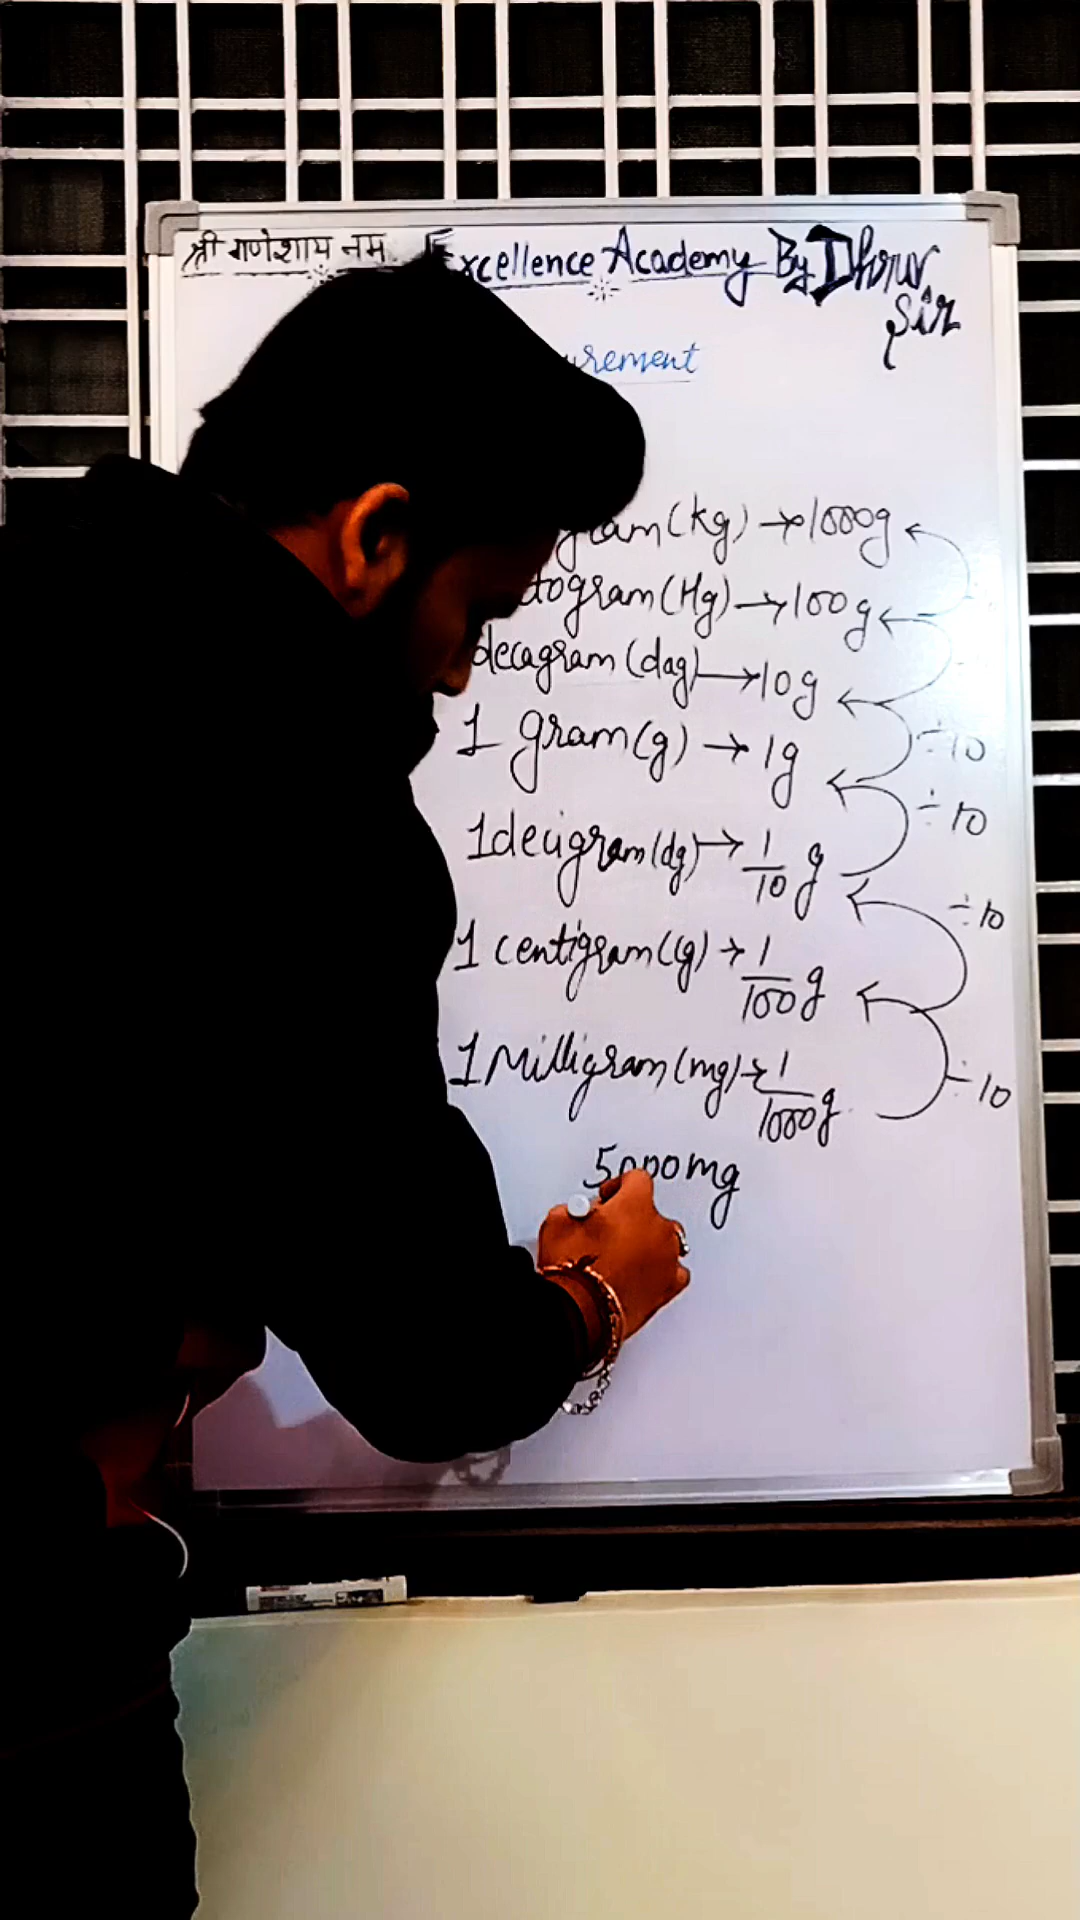 श्री गणेशाय नम Excellence Academy By Dhruv Sir
urement
gram (kg) → 1000g
togram (Hg) → 100g
decagram (dag) → 10g
1 gram (g) → 1g
÷10
1 decigram (dg) → 1/10 g
÷10
÷10
1 centigram (cg) → 1/100 g
1 Milligram (mg) → 1/1000 g
÷10
5000mg